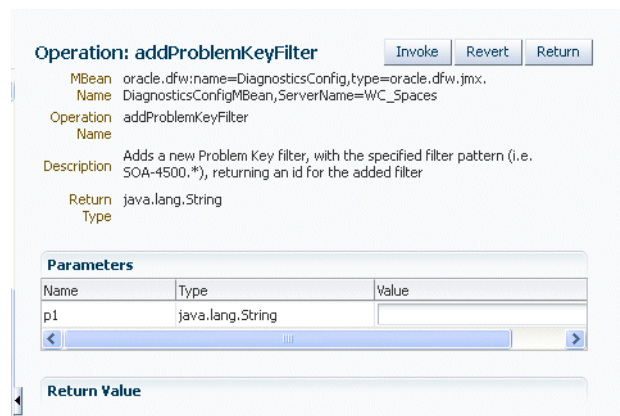 Operation: addProblemKeyFilter
Invoke
Revert
Return
MBean Name
oracle.dfw:name=DiagnosticsConfig,type=oracle.dfw.jmx.
DiagnosticsConfigMBean,ServerName=WC_Spaces
Operation Name
addProblemKeyFilter
Description
Adds a new Problem Key filter, with the specified filter pattern (i.e.
SOA-4500.*), returning an id for the added filter
Return Type
java.lang.String
Parameters
Name
Type
Value
p1
java.lang.String
Return Value